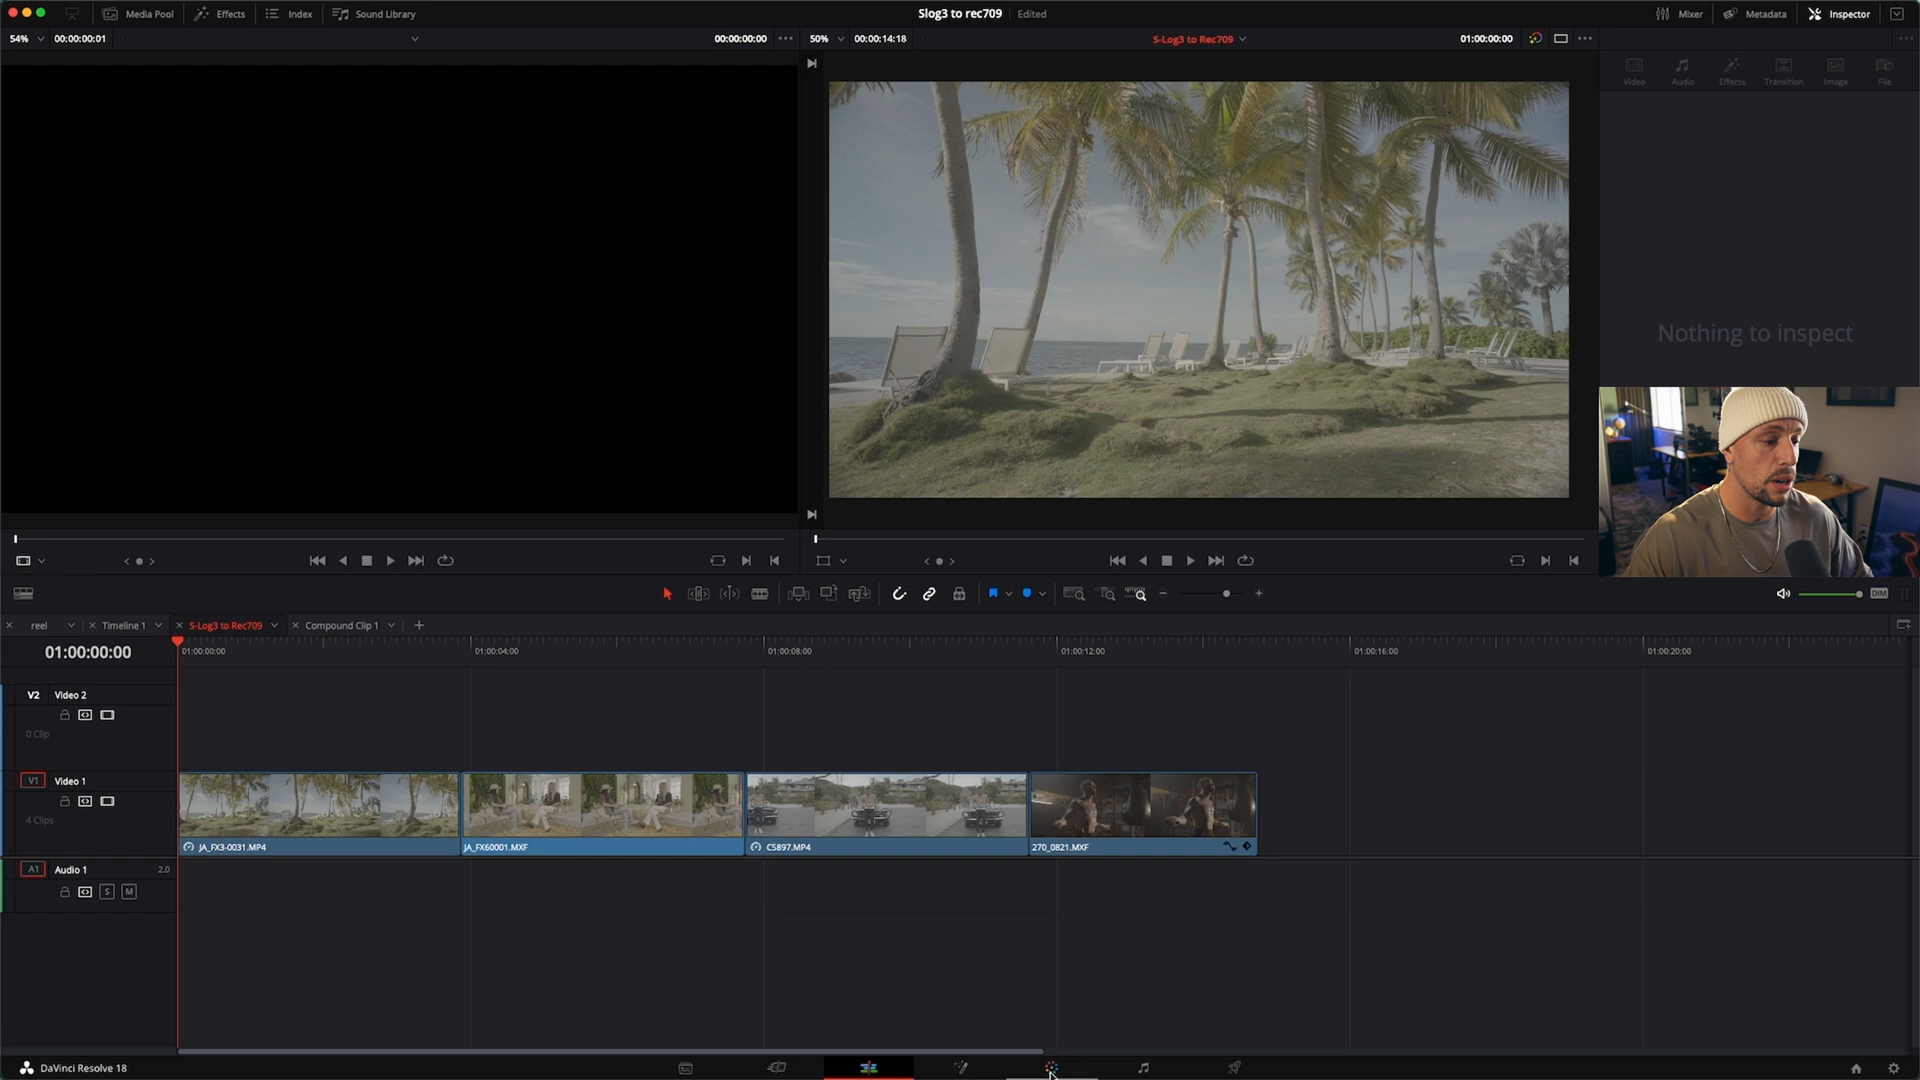 Media Pool
Effects
Index
Sound Library
Slog3 to rec709
Edited
Mixer
Metadata
Inspector
54%
00:00:00:01
00:00:00:00
50%
00:00:14:18
S-Log3 to Rec709
01:00:00:00
Video
Audio
Effects
Transition
Image
File
Nothing to inspect
DIM
reel
Timeline 1
S-Log3 to Rec709
Compound Clip 1
01:00:00:00
01:00:00:00
01:00:04:00
01:00:08:00
01:00:12:00
01:00:16:00
01:00:20:00
V2
Video 2
0 Clip
V1
Video 1
4 Clips
JA_FX3-0031.MP4
JA_FX60001.MXF
C5897.MP4
270_0821.MXF
A1
Audio 1
2.0
S
M
DaVinci Resolve 18